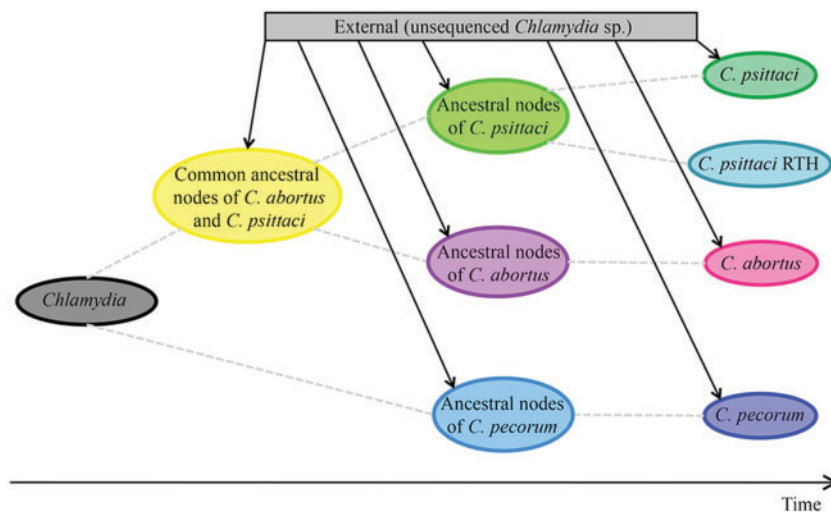 External (unsequenced Chlamydia sp.)
C. psittaci
Ancestral nodes
of C. psittaci
C. psittaci RTH
Common ancestral
nodes of C. abortus
and C. psittaci
Ancestral nodes
of C. abortus
C. abortus
Chlamydia
Ancestral nodes
of C. pecorum
C. pecorum
Time